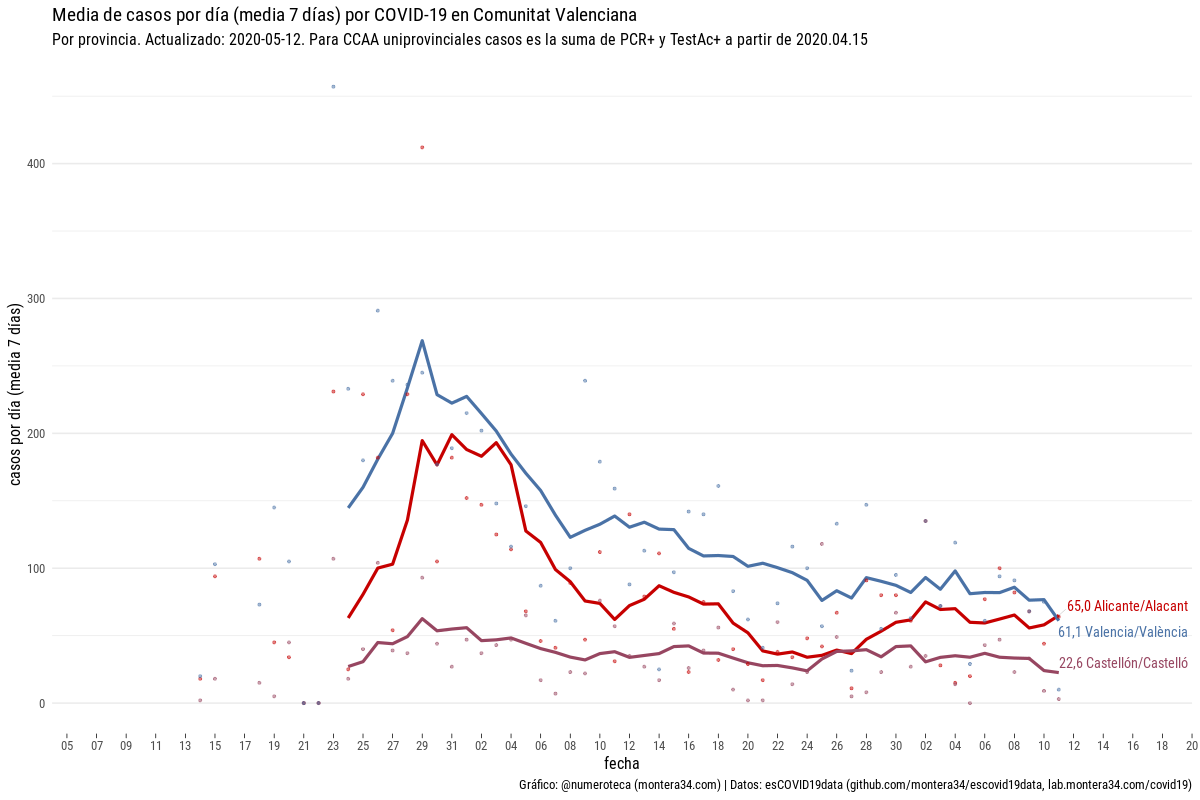 Media de casos por día (media 7 días) por COVID-19 en Comunitat Valenciana
Por provincia. Actualizado: 2020-05-12. Para CCAA uniprovinciales casos es la suma de PCR+ y TestAc+ a partir de 2020.04.15
casos por día (media 7 días)
400
300
200
100
0
65,0 Alicante/Alacant
61,1 Valencia/València
22,6 Castellón/Castelló
05 07 09 11 13 15 17 19 21 23 25 27 29 31 02 04 06 08 10 12 14 16 18 20 22 24 26 28 30 02 04 06 08 10 12 14 16 18 20
fecha
Gráfico: @numeroteca (montera34.com) | Datos: esCOVID19data (github.com/montera34/escovid19data, lab.montera34.com/covid19)